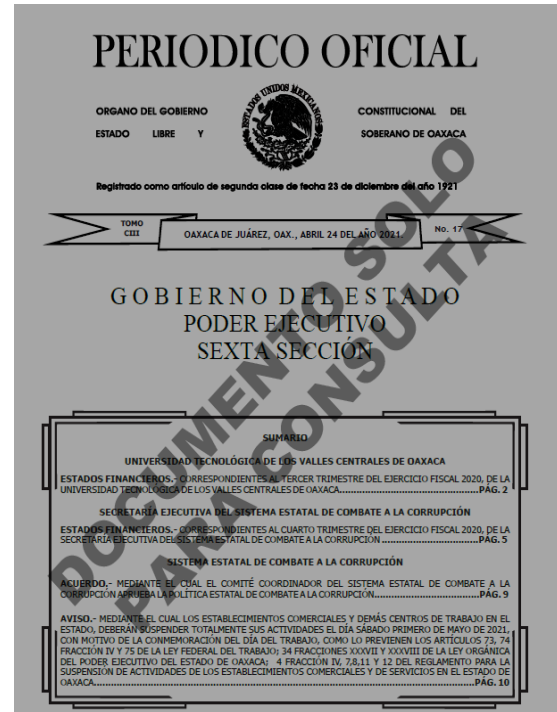 PERIODICO OFICIAL
ESTADOS UNIDOS MEXICANOS
ORGANO DEL GOBIERNO CONSTITUCIONAL DEL
ESTADO LIBRE Y SOBERANO DE OAXACA
Registrado como artículo de segunda clase de fecha 23 de diciembre del año 1921
TOMO
CIII
OAXACA DE JUÁREZ, OAX., ABRIL 24 DEL AÑO 2021.
No. 17
GOBIERNO DEL ESTADO
PODER EJECUTIVO
SEXTA SECCIÓN
DOCUMENTO SOLO
PARA CONSULTA
SUMARIO
UNIVERSIDAD TECNOLÓGICA DE LOS VALLES CENTRALES DE OAXACA
ESTADOS FINANCIEROS.- CORRESPONDIENTES AL TERCER TRIMESTRE DEL EJERCICIO FISCAL 2020, DE LA
UNIVERSIDAD TECNOLÓGICA DE LOS VALLES CENTRALES DE OAXACA..................................................PÁG. 2
SECRETARÍA EJECUTIVA DEL SISTEMA ESTATAL DE COMBATE A LA CORRUPCIÓN
ESTADOS FINANCIEROS.- CORRESPONDIENTES AL CUARTO TRIMESTRE DEL EJERCICIO FISCAL 2020, DE LA
SECRETARÍA EJECUTIVA DEL SISTEMA ESTATAL DE COMBATE A LA CORRUPCIÓN ..................................PÁG. 5
SISTEMA ESTATAL DE COMBATE A LA CORRUPCIÓN
ACUERDO.- MEDIANTE EL CUAL EL COMITÉ COORDINADOR DEL SISTEMA ESTATAL DE COMBATE A LA
CORRUPCIÓN APRUEBA LA POLÍTICA ESTATAL DE COMBATE A LA CORRUPCIÓN.......................................PÁG. 9
AVISO.- MEDIANTE EL CUAL LOS ESTABLECIMIENTOS COMERCIALES Y DEMÁS CENTROS DE TRABAJO EN EL
ESTADO, DEBERÁN SUSPENDER TOTALMENTE SUS ACTIVIDADES EL DÍA SÁBADO PRIMERO DE MAYO DE 2021,
CON MOTIVO DE LA CONMEMORACIÓN DEL DÍA DEL TRABAJO, COMO LO PREVIENEN LOS ARTÍCULOS 73, 74
FRACCIÓN IV Y 75 DE LA LEY FEDERAL DEL TRABAJO; 34 FRACCIONES XXXVII Y XXXVIII DE LA LEY ORGÁNICA
DEL PODER EJECUTIVO DEL ESTADO DE OAXACA; 4 FRACCIÓN IV, 7,8,11 Y 12 DEL REGLAMENTO PARA LA
SUSPENSIÓN DE ACTIVIDADES DE LOS ESTABLECIMIENTOS COMERCIALES Y DE SERVICIOS EN EL ESTADO DE
OAXACA..........................................................................................................................PÁG. 10